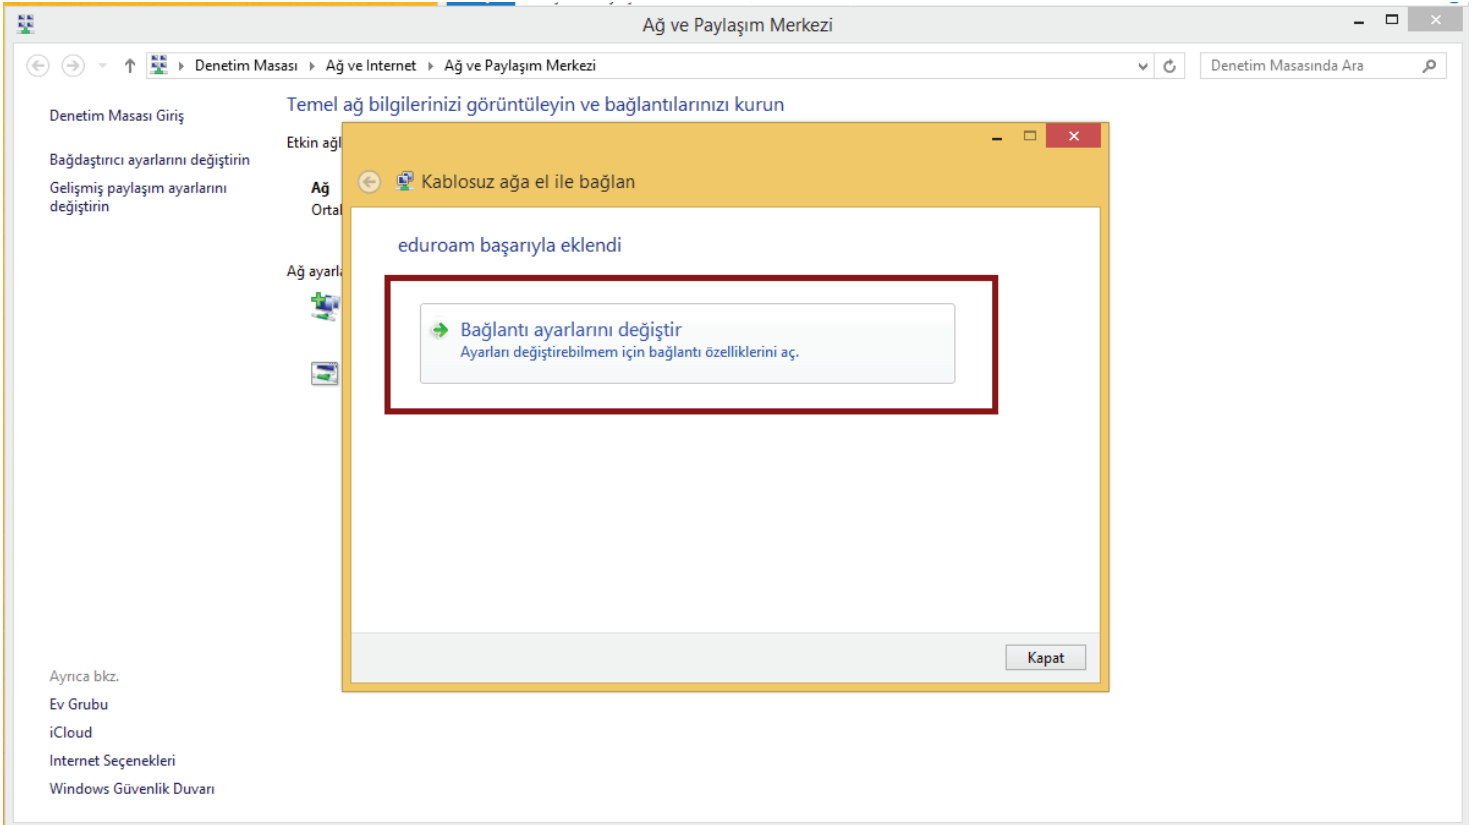 Ağ ve Paylaşım Merkezi
Denetim Masası Ağ ve Internet Ağ ve Paylaşım Merkezi
Denetim Masasında Ara
Denetim Masası Giriş
Bağdaştırıcı ayarlarını değiştirin
Gelişmiş paylaşım ayarlarını
değiştirin
Temel ağ bilgilerinizi görüntüleyin ve bağlantılarınızı kurun
Etkin ağl
Ağ
Ortal
Ağ ayarla
Kablosuz ağa el ile bağlan
eduroam başarıyla eklendi
Bağlantı ayarlarını değiştir
Ayarları değiştirebilmem için bağlantı özelliklerini aç.
Kapat
Ayrıca bkz.
Ev Grubu
iCloud
Internet Seçenekleri
Windows Güvenlik Duvarı